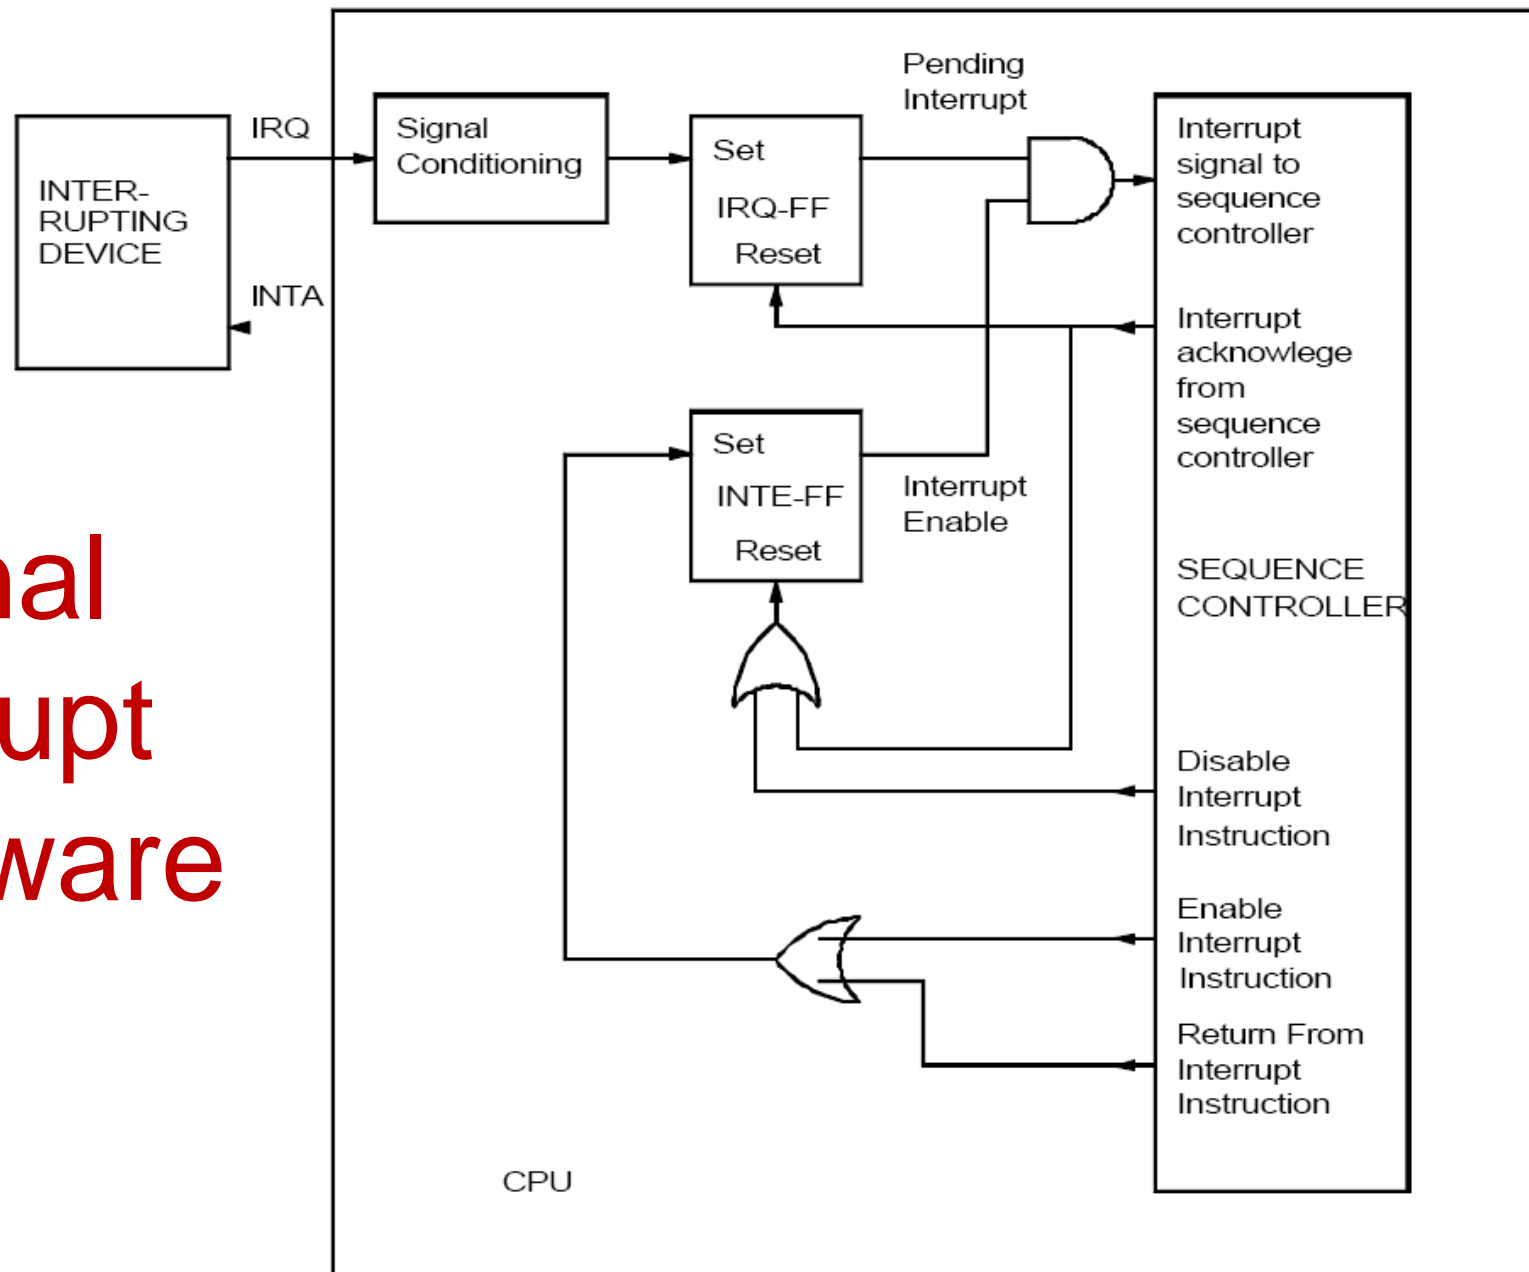 Pending
Interrupt
IRQ
Signal
Conditioning
Set
IRQ-FF
Reset
Interrupt
signal to
sequence
controller
INTER-
RUPTING
DEVICE
INTA
Interrupt
acknowlege
from
sequence
controller
Set
INTE-FF
Reset
Interrupt
Enable
nal
rupt
ware
SEQUENCE
CONTROLLER
Disable
Interrupt
Instruction
Enable
Interrupt
Instruction
Return From
Interrupt
Instruction
CPU